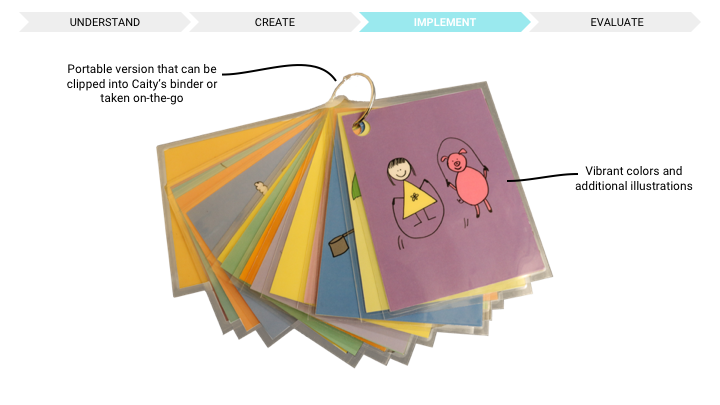 UNDERSTAND
CREATE
IMPLEMENT
EVALUATE
Portable version that can be
clipped into Caity's binder or
taken on-the-go
Vibrant colors and
additional illustrations